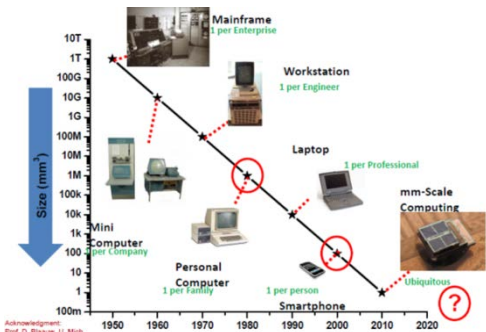 Mainframe
1 per Enterprise
10T
1T
100G
10G
1G
100M
10M
1M
100k
10k
1k
100
10
1
100m
Size (mm³)
Workstation
1 per Engineer
Laptop
1 per Professional
mm-Scale
Computing
Ubiquitous
?
Mini
Computer
per Company
Personal
Computer
1 per Family
1 per person
Smartphone
1950 1960 1970 1980 1990 2000 2010 2020
Acknowledgment:
Prof. D.